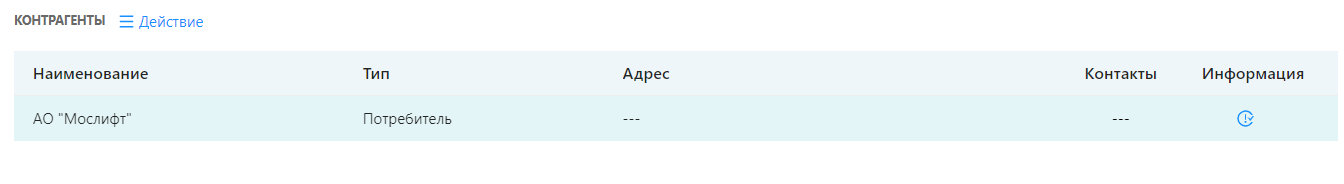 КОНТРАГЕНТЫ Действие
Наименование Тип Адрес Контакты Информация
АО "Мослифт" Потребитель --- ---